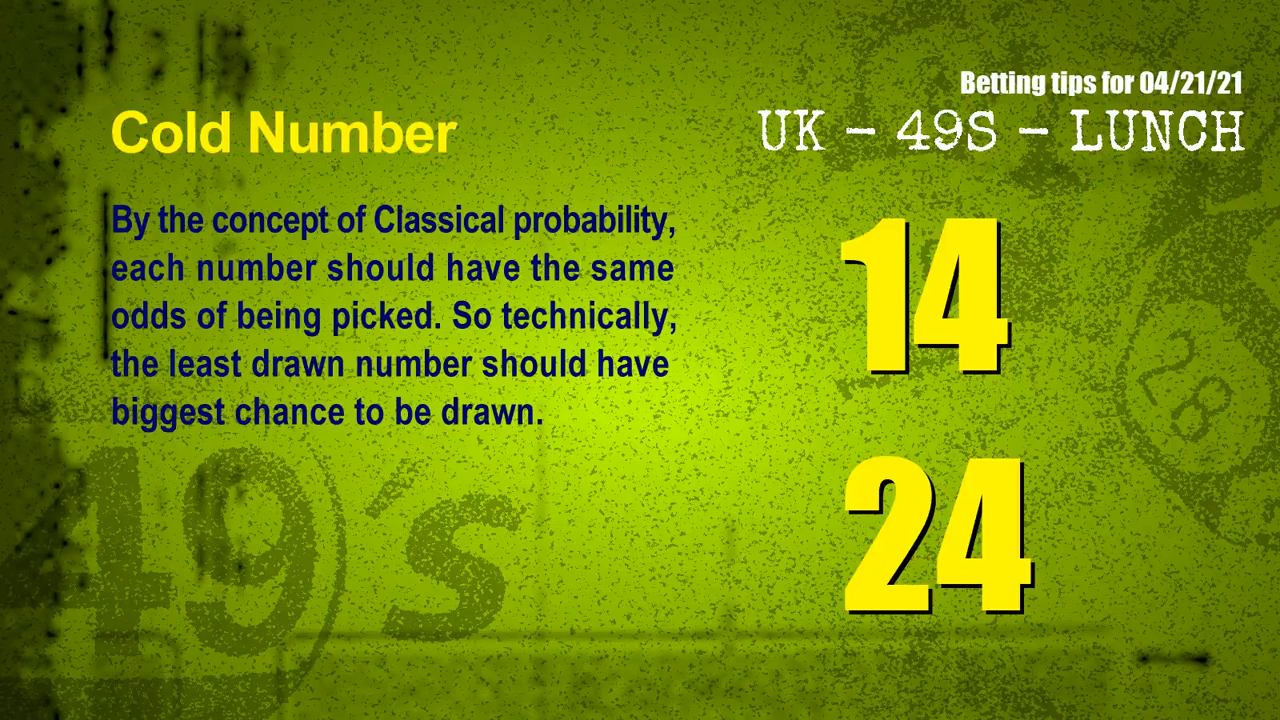 Betting tips for 04/21/21
UK - 49S - LUNCH
Cold Number
By the concept of Classical probability,
each number should have the same
odds of being picked. So technically,
the least drawn number should have
biggest chance to be drawn.
14
24
28
49's